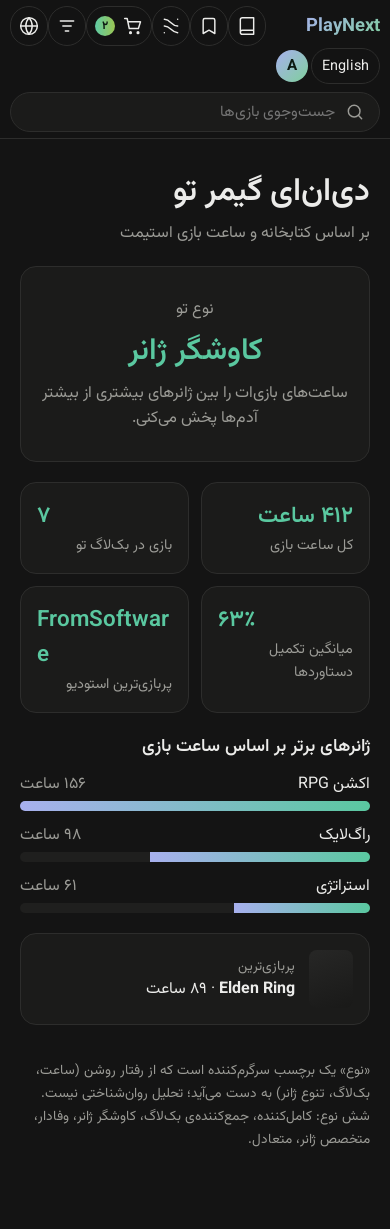 PlayNext
۲
English
A
جست‌وجوی بازی‌ها
دی‌ان‌ای گیمر تو
بر اساس کتابخانه و ساعت بازی استیمت
نوع تو
کاوشگر ژانر
ساعت‌های بازی‌ات را بین ژانرهای بیشتری از بیشتر
آدم‌ها پخش می‌کنی.
۴۱۲ ساعت
کل ساعت بازی
۷
بازی در بک‌لاگ تو
۶۳٪
میانگین تکمیل
دستاوردها
FromSoftwar
e
پربازی‌ترین استودیو
ژانرهای برتر بر اساس ساعت بازی
اکشن RPG
۱۵۶ ساعت
راگ‌لایک
۹۸ ساعت
استراتژی
۶۱ ساعت
پربازی‌ترین
Elden Ring · ۸۹ ساعت
«نوع» یک برچسب سرگرم‌کننده است که از رفتار روشن (ساعت،
بک‌لاگ، تنوع ژانر) به دست می‌آید؛ تحلیل روان‌شناختی نیست.
شش نوع: کامل‌کننده، جمع‌کننده‌ی بک‌لاگ، کاوشگر ژانر، وفادار،
متخصص ژانر، متعادل.